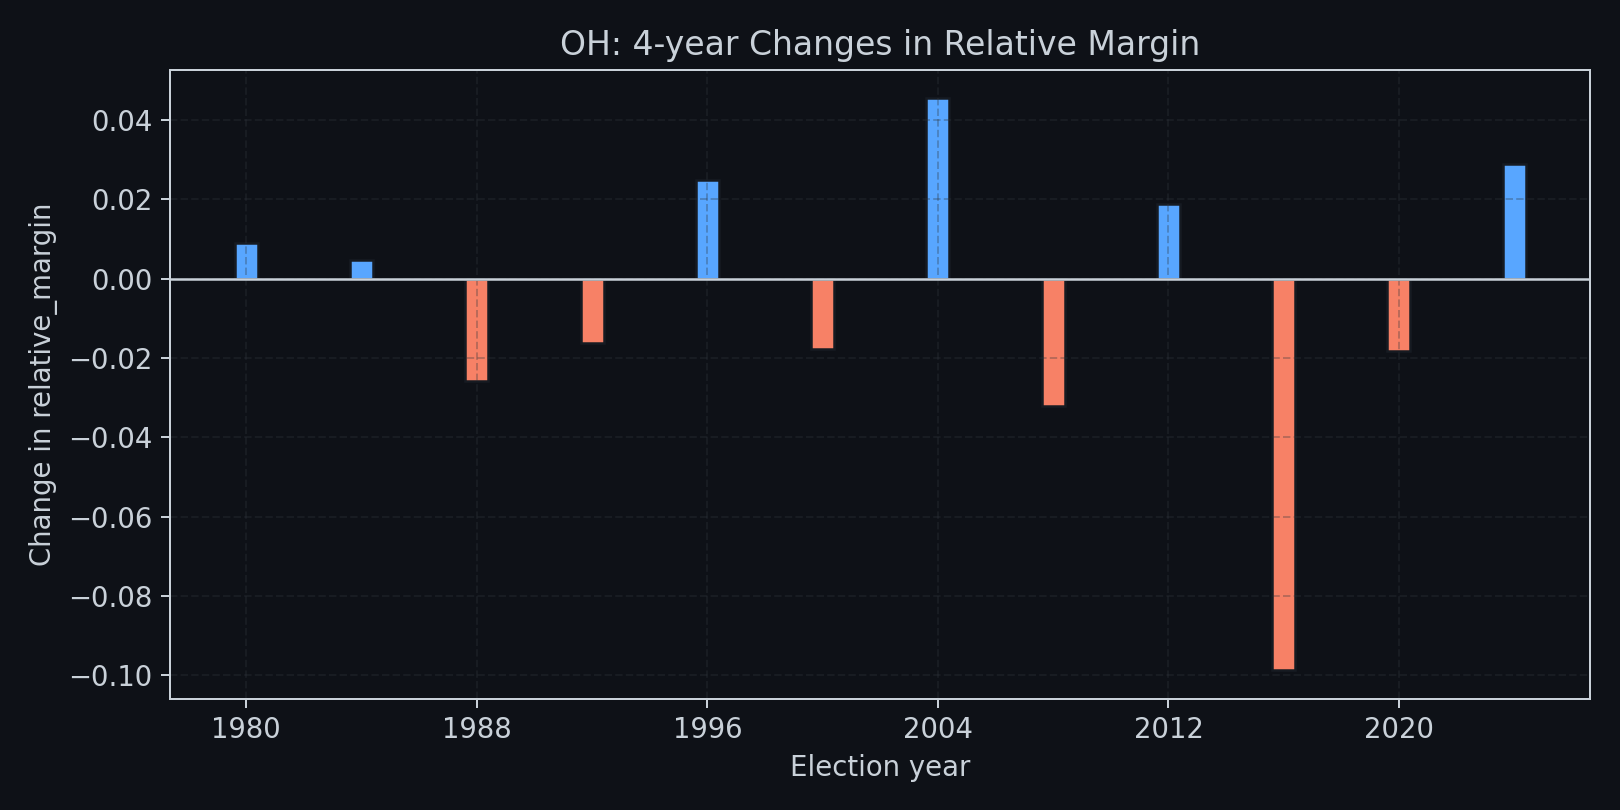 OH: 4-year Changes in Relative Margin
Change in relative_margin
0.04
0.02
0.00
−0.02
−0.04
−0.06
−0.08
−0.10
1980 1988 1996 2004 2012 2020
Election year